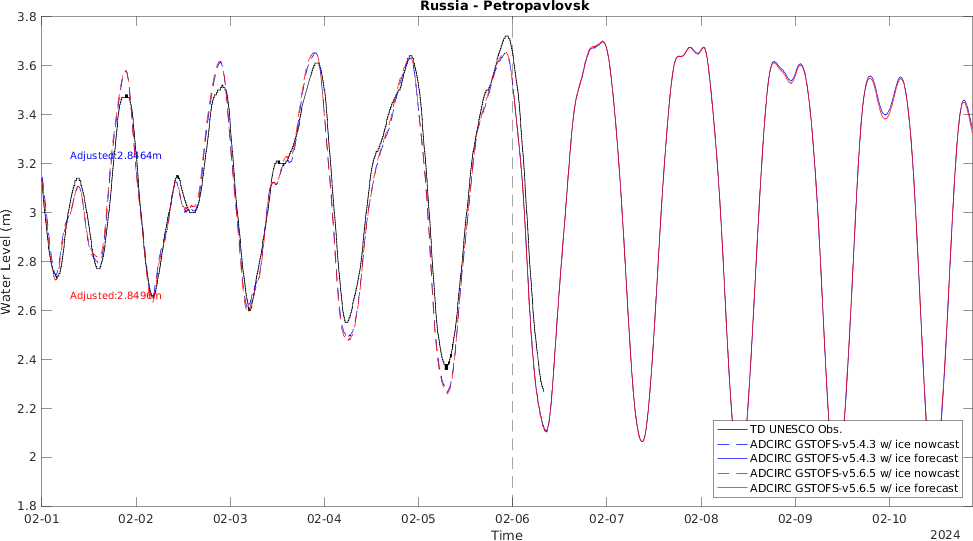 Russia - Petropavlovsk
3.8
3.6
3.4
3.2
3
2.8
2.6
2.4
2.2
2
1.8
Water Level (m)
Adjusted:2.8464m
Adjusted:2.8496m
TD UNESCO Obs.
ADCIRC GSTOFS-v5.4.3 w/ ice nowcast
ADCIRC GSTOFS-v5.4.3 w/ ice forecast
ADCIRC GSTOFS-v5.6.5 w/ ice nowcast
ADCIRC GSTOFS-v5.6.5 w/ ice forecast
02-01 02-02 02-03 02-04 02-05 02-06 02-07 02-08 02-09 02-10
Time
2024